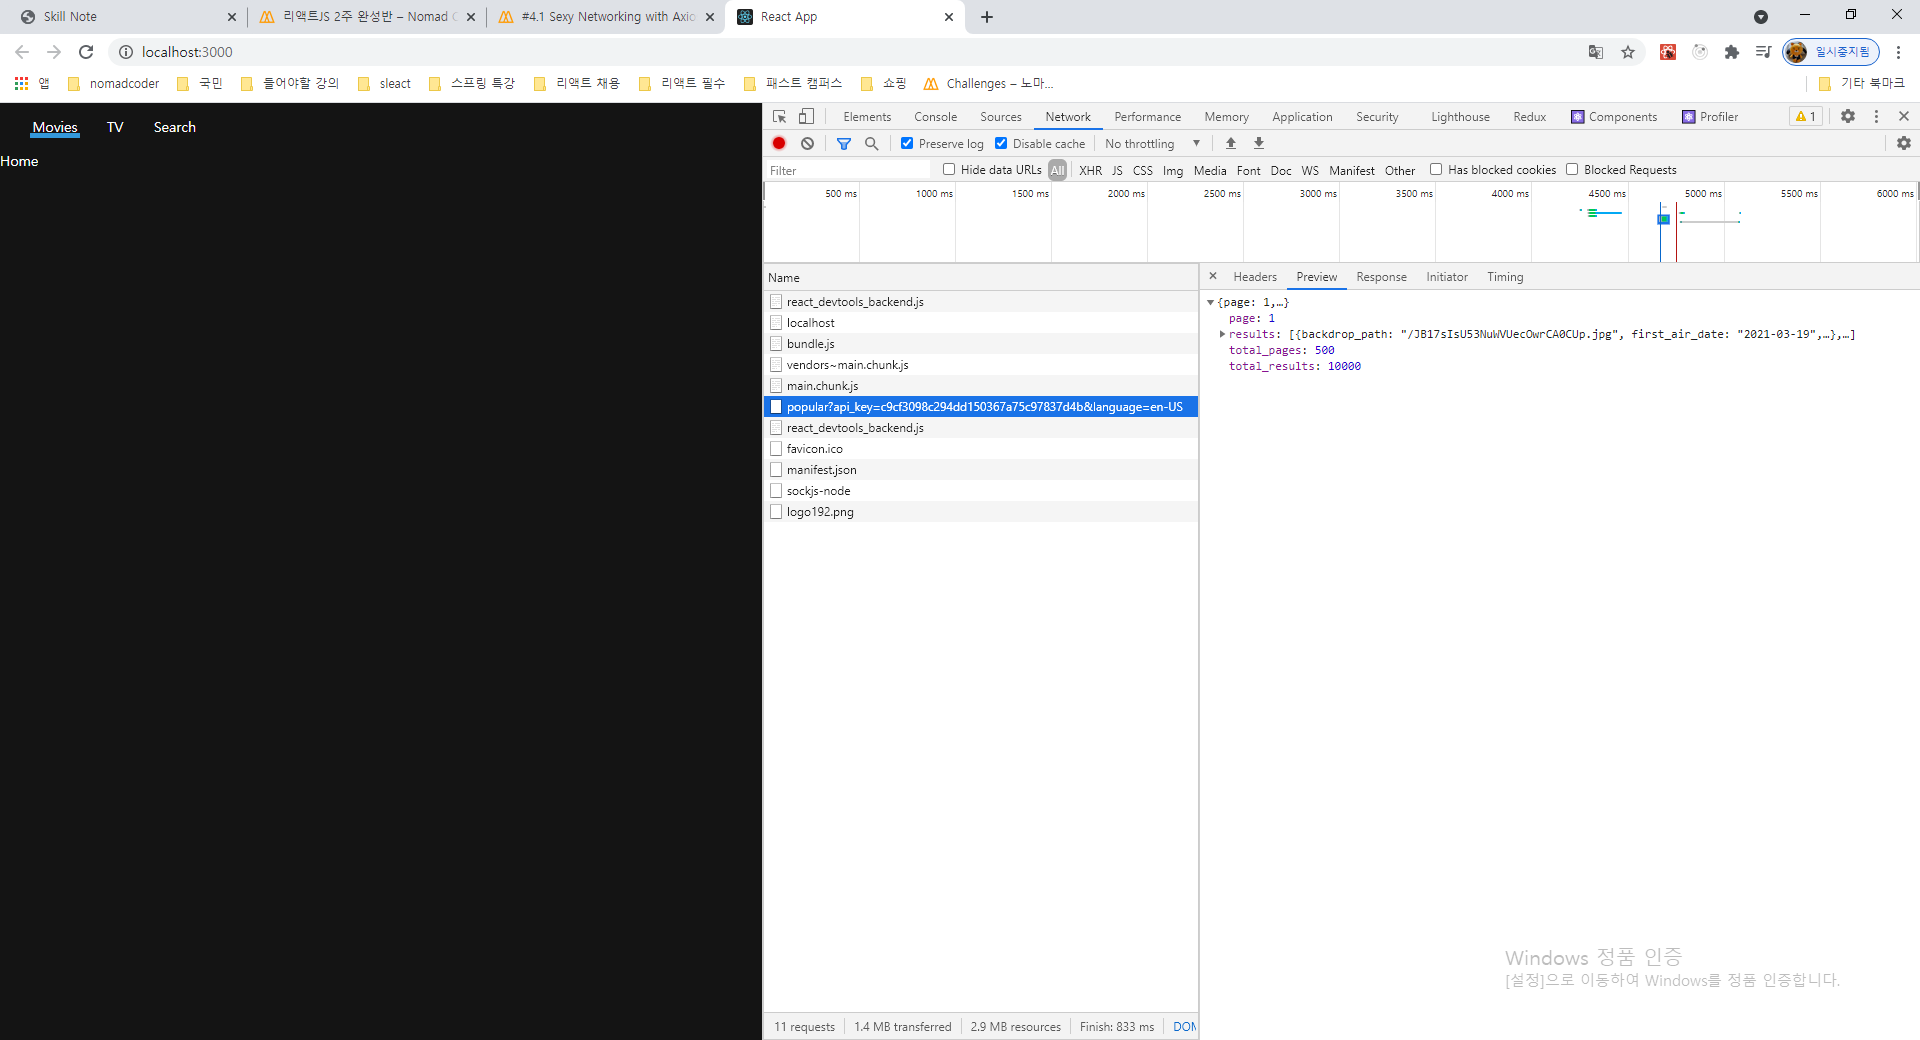 Skill Note
리액트JS 2주 완성반 – Nomad C
#4.1 Sexy Networking with Axio
React App
localhost:3000
일시중지됨
앱
nomadcoder
국민
들어야할 강의
sleact
스프링 특강
리액트 채용
리액트 필수
패스트 캠퍼스
쇼핑
Challenges – 노마...
기타 북마크
Movies TV Search
Home
Elements Console Sources Network Performance Memory Application Security Lighthouse Redux Components Profiler 1
Preserve log Disable cache No throttling
Filter Hide data URLs All XHR JS CSS Img Media Font Doc WS Manifest Other Has blocked cookies Blocked Requests
500 ms 1000 ms 1500 ms 2000 ms 2500 ms 3000 ms 3500 ms 4000 ms 4500 ms 5000 ms 5500 ms 6000 ms
Name
react_devtools_backend.js
localhost
bundle.js
vendors~main.chunk.js
main.chunk.js
popular?api_key=c9cf3098c294dd150367a75c97837d4b&language=en-US
react_devtools_backend.js
favicon.ico
manifest.json
sockjs-node
logo192.png
11 requests 1.4 MB transferred 2.9 MB resources Finish: 833 ms DOM
Headers Preview Response Initiator Timing
{page: 1,…}
page: 1
results: [{backdrop_path: "/JB17sIsU53NuWVUecOwrCA0CUp.jpg", first_air_date: "2021-03-19",…},…]
total_pages: 500
total_results: 10000
Windows 정품 인증
[설정]으로 이동하여 Windows를 정품 인증합니다.